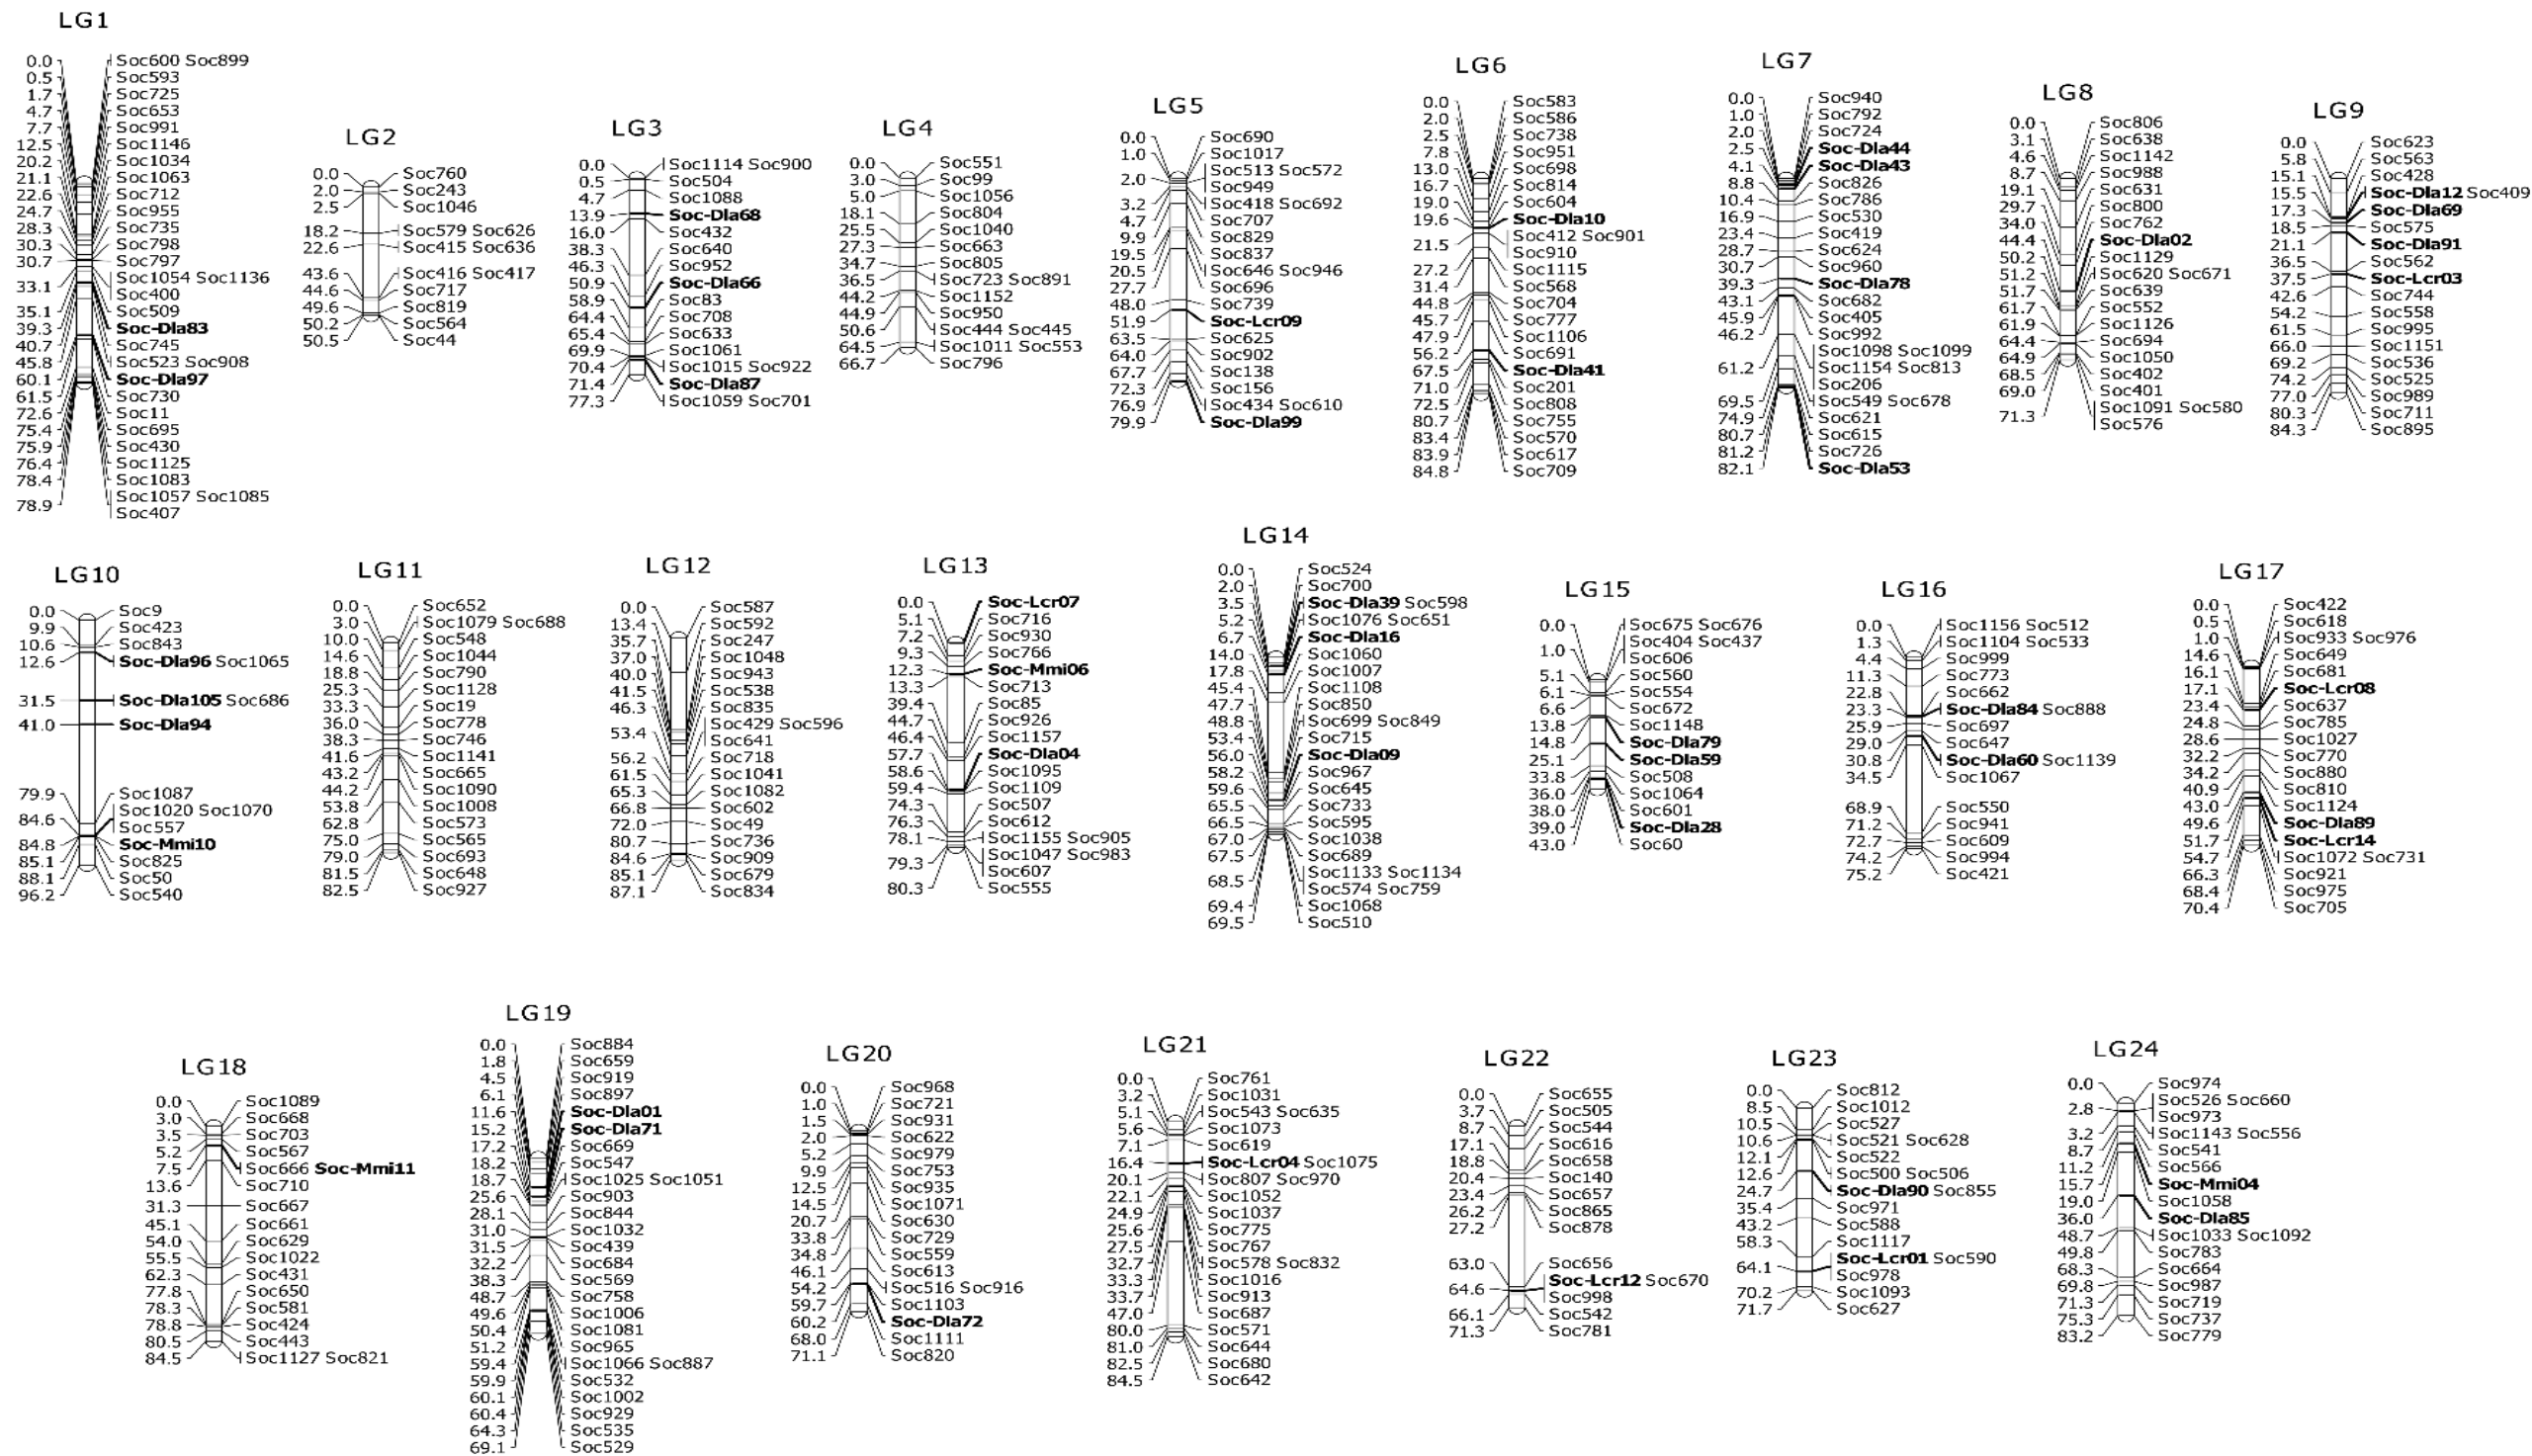 LG1
0.0 Soc600 Soc899
0.5 Soc593
1.7 Soc725
4.7 Soc653
7.7 Soc991
12.5 Soc1146
20.2 Soc1034
21.1 Soc1063
22.6 Soc712
24.7 Soc955
28.3 Soc735
30.3 Soc798
30.7 Soc797
33.1 Soc1054 Soc1136
Soc400
35.1 Soc509
39.3 Soc-Dla83
40.7 Soc745
45.8 Soc523 Soc908
60.1 Soc-Dla97
61.5 Soc730
72.6 Soc11
75.4 Soc695
75.9 Soc430
76.4 Soc1125
78.4 Soc1083
78.9 Soc1057 Soc1085
Soc407
LG2
0.0 Soc760
2.0 Soc243
2.5 Soc1046
18.2 Soc579 Soc626
22.6 Soc415 Soc636
43.6 Soc416 Soc417
44.6 Soc717
49.6 Soc819
50.2 Soc564
50.5 Soc44
LG3
0.0 Soc1114 Soc900
0.5 Soc504
4.7 Soc1088
13.9 Soc-Dla68
16.0 Soc432
38.3 Soc640
46.3 Soc952
50.9 Soc-Dla66
58.9 Soc83
64.4 Soc708
65.4 Soc633
69.9 Soc1061
70.4 Soc1015 Soc922
71.4 Soc-Dla87
77.3 Soc1059 Soc701
LG4
0.0 Soc551
3.0 Soc99
5.0 Soc1056
18.1 Soc804
25.5 Soc1040
27.3 Soc663
34.7 Soc805
36.5 Soc723 Soc891
44.2 Soc1152
44.9 Soc950
50.6 Soc444 Soc445
64.5 Soc1011 Soc553
66.7 Soc796
LG5
0.0 Soc690
1.0 Soc1017
2.0 Soc513 Soc572
Soc949
3.2 Soc418 Soc692
4.7 Soc707
9.9 Soc829
19.5 Soc837
20.5 Soc646 Soc946
27.7 Soc696
48.0 Soc739
51.9 Soc-Lcr09
63.5 Soc625
64.0 Soc902
67.7 Soc138
72.3 Soc156
76.9 Soc434 Soc610
79.9 Soc-Dla99
LG6
0.0 Soc583
2.0 Soc586
2.5 Soc738
7.8 Soc951
13.0 Soc698
16.7 Soc814
19.0 Soc604
19.6 Soc-Dla10
21.5 Soc412 Soc901
Soc910
27.2 Soc1115
31.4 Soc568
44.8 Soc704
45.7 Soc777
47.9 Soc1106
56.2 Soc691
67.5 Soc-Dla41
71.0 Soc201
72.5 Soc808
80.7 Soc755
83.4 Soc570
83.9 Soc617
84.8 Soc709
LG7
0.0 Soc940
1.0 Soc792
2.0 Soc724
2.5 Soc-Dla44
4.1 Soc-Dla43
8.8 Soc826
10.4 Soc786
16.9 Soc530
23.4 Soc419
28.7 Soc624
30.7 Soc960
39.3 Soc-Dla78
43.1 Soc682
45.9 Soc405
46.2 Soc992
61.2 Soc1098 Soc1099
Soc1154 Soc813
Soc206
69.5 Soc549 Soc678
74.9 Soc621
80.7 Soc615
81.2 Soc726
82.1 Soc-Dla53
LG8
0.0 Soc806
3.1 Soc638
4.6 Soc1142
8.7 Soc988
19.1 Soc631
29.7 Soc800
34.0 Soc762
44.4 Soc-Dla02
50.2 Soc1129
51.2 Soc620 Soc671
51.7 Soc639
61.7 Soc552
61.9 Soc1126
64.4 Soc694
64.9 Soc1050
68.5 Soc402
69.0 Soc401
71.3 Soc1091 Soc580
Soc576
LG9
0.0 Soc623
5.8 Soc563
15.1 Soc428
15.5 Soc-Dla12 Soc409
17.3 Soc-Dla69
18.5 Soc575
21.1 Soc-Dla91
36.5 Soc562
37.5 Soc-Lcr03
42.6 Soc744
54.2 Soc558
61.5 Soc995
66.0 Soc1151
69.2 Soc536
74.2 Soc525
77.0 Soc989
80.3 Soc711
84.3 Soc895
LG10
0.0 Soc9
9.9 Soc423
10.6 Soc843
12.6 Soc-Dla96 Soc1065
31.5 Soc-Dla105 Soc686
41.0 Soc-Dla94
79.9 Soc1087
84.6 Soc1020 Soc1070
Soc557
84.8 Soc-Mmi10
85.1 Soc825
88.1 Soc50
96.2 Soc540
LG11
0.0 Soc652
3.0 Soc1079 Soc688
10.0 Soc548
14.6 Soc1044
18.8 Soc790
25.3 Soc1128
33.3 Soc19
36.0 Soc778
38.3 Soc746
41.6 Soc1141
43.2 Soc665
44.2 Soc1090
53.8 Soc1008
62.8 Soc573
75.0 Soc565
79.0 Soc693
81.5 Soc648
82.5 Soc927
LG12
0.0 Soc587
13.4 Soc592
35.7 Soc247
37.0 Soc1048
40.0 Soc943
41.5 Soc538
46.3 Soc835
53.4 Soc429 Soc596
Soc641
56.2 Soc718
61.5 Soc1041
65.3 Soc1082
66.8 Soc602
72.0 Soc49
80.7 Soc736
84.6 Soc909
85.1 Soc679
87.1 Soc834
LG13
0.0 Soc-Lcr07
5.1 Soc716
7.2 Soc930
9.3 Soc766
12.3 Soc-Mmi06
13.3 Soc713
39.4 Soc85
44.7 Soc926
46.4 Soc1157
57.7 Soc-Dla04
58.6 Soc1095
59.4 Soc1109
74.3 Soc507
76.3 Soc612
78.1 Soc1155 Soc905
79.3 Soc1047 Soc983
Soc607
80.3 Soc555
LG14
0.0 Soc524
2.0 Soc700
3.5 Soc-Dla39 Soc598
5.2 Soc1076 Soc651
6.7 Soc-Dla16
14.0 Soc1060
17.8 Soc1007
45.4 Soc1108
47.7 Soc850
48.8 Soc699 Soc849
53.4 Soc715
56.0 Soc-Dla09
58.2 Soc967
59.6 Soc645
65.5 Soc733
66.5 Soc595
67.0 Soc1038
67.5 Soc689
68.5 Soc1133 Soc1134
Soc574 Soc759
69.4 Soc1068
69.5 Soc510
LG15
0.0 Soc675 Soc676
1.0 Soc404 Soc437
Soc606
5.1 Soc560
6.1 Soc554
6.6 Soc672
13.8 Soc1148
14.8 Soc-Dla79
25.1 Soc-Dla59
33.8 Soc508
36.0 Soc1064
38.0 Soc601
39.0 Soc-Dla28
43.0 Soc60
LG16
0.0 Soc1156 Soc512
1.3 Soc1104 Soc533
4.4 Soc999
11.3 Soc773
22.8 Soc662
23.3 Soc-Dla84 Soc888
25.9 Soc697
29.0 Soc647
30.8 Soc-Dla60 Soc1139
34.5 Soc1067
68.9 Soc550
71.2 Soc941
72.7 Soc609
74.2 Soc994
75.2 Soc421
LG17
0.0 Soc422
0.5 Soc618
1.0 Soc933 Soc976
14.6 Soc649
16.1 Soc681
17.1 Soc-Lcr08
23.4 Soc637
24.8 Soc785
28.6 Soc1027
32.2 Soc770
34.2 Soc880
40.9 Soc810
43.0 Soc1124
49.6 Soc-Dla89
51.7 Soc-Lcr14
54.7 Soc1072 Soc731
66.3 Soc921
68.4 Soc975
70.4 Soc705
LG18
0.0 Soc1089
3.0 Soc668
3.5 Soc703
5.2 Soc567
7.5 Soc666 Soc-Mmi11
13.6 Soc710
31.3 Soc667
45.1 Soc661
54.0 Soc629
55.5 Soc1022
62.3 Soc431
77.8 Soc650
78.3 Soc581
78.8 Soc424
80.5 Soc443
84.5 Soc1127 Soc821
LG19
0.0 Soc884
1.8 Soc659
4.5 Soc919
6.1 Soc897
11.6 Soc-Dla01
15.2 Soc-Dla71
17.2 Soc669
18.2 Soc547
18.7 Soc1025 Soc1051
25.6 Soc903
28.1 Soc844
31.0 Soc1032
31.5 Soc439
32.2 Soc684
38.3 Soc569
48.7 Soc758
49.6 Soc1006
50.4 Soc1081
51.2 Soc965
59.4 Soc1066 Soc887
59.9 Soc532
60.1 Soc1002
60.4 Soc929
64.3 Soc535
69.1 Soc529
LG20
0.0 Soc968
1.0 Soc721
1.5 Soc931
2.0 Soc622
5.2 Soc979
9.9 Soc753
12.5 Soc935
14.5 Soc1071
20.7 Soc630
33.8 Soc729
34.8 Soc559
46.1 Soc613
54.2 Soc516 Soc916
59.7 Soc1103
60.2 Soc-Dla72
68.0 Soc1111
71.1 Soc820
LG21
0.0 Soc761
3.2 Soc1031
5.1 Soc543 Soc635
5.6 Soc1073
7.1 Soc619
16.4 Soc-Lcr04 Soc1075
20.1 Soc807 Soc970
22.1 Soc1052
24.9 Soc1037
25.6 Soc775
27.5 Soc767
32.7 Soc578 Soc832
33.3 Soc1016
33.7 Soc913
47.0 Soc687
80.0 Soc571
81.0 Soc644
82.5 Soc680
84.5 Soc642
LG22
0.0 Soc655
3.7 Soc505
8.7 Soc544
17.1 Soc616
18.8 Soc658
20.4 Soc140
23.4 Soc657
26.2 Soc865
27.2 Soc878
63.0 Soc656
64.6 Soc-Lcr12 Soc670
Soc998
66.1 Soc542
71.3 Soc781
LG23
0.0 Soc812
8.5 Soc1012
10.5 Soc527
10.6 Soc521 Soc628
12.1 Soc522
12.6 Soc500 Soc506
24.7 Soc-Dla90 Soc855
35.4 Soc971
43.2 Soc588
58.3 Soc1117
64.1 Soc-Lcr01 Soc590
Soc978
70.2 Soc1093
71.7 Soc627
LG24
0.0 Soc974
2.8 Soc526 Soc660
Soc973
3.2 Soc1143 Soc556
8.7 Soc541
11.2 Soc566
15.7 Soc-Mmi04
19.0 Soc1058
36.0 Soc-Dla85
48.7 Soc1033 Soc1092
49.8 Soc783
68.3 Soc664
69.8 Soc987
71.3 Soc719
75.3 Soc737
83.2 Soc779